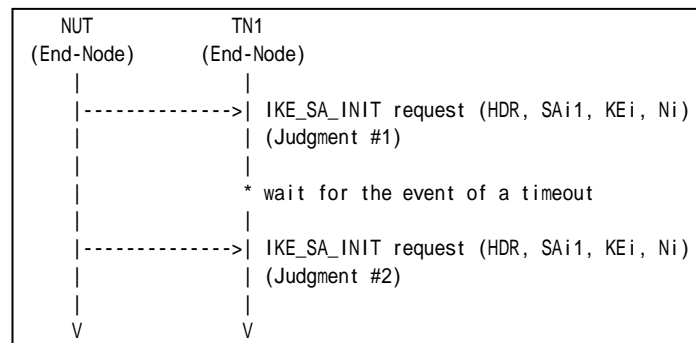 NUT TN1
(End-Node) (End-Node)
| |
|-------------->| IKE_SA_INIT request (HDR, SAi1, KEi, Ni)
| | (Judgment #1)
| |
| * wait for the event of a timeout
| |
|-------------->| IKE_SA_INIT request (HDR, SAi1, KEi, Ni)
| | (Judgment #2)
| |
V V